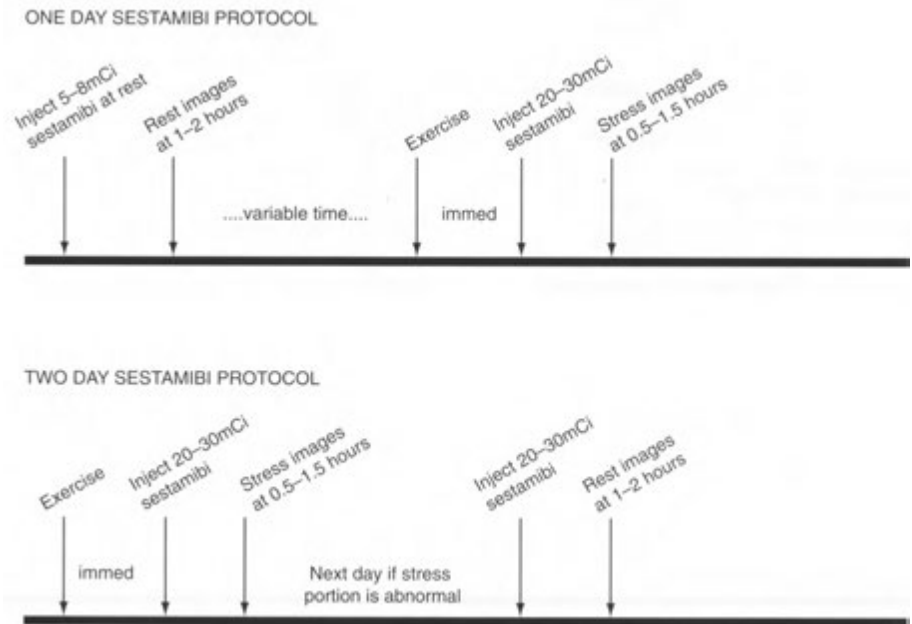 ONE DAY SESTAMIBI PROTOCOL
Inject 5–8mCi
sestamibi at rest
Rest images
at 1–2 hours
....variable time....
Exercise
immed
Inject 20–30mCi
sestamibi
Stress images
at 0.5–1.5 hours
TWO DAY SESTAMIBI PROTOCOL
Exercise
immed
Inject 20–30mCi
sestamibi
Stress images
at 0.5–1.5 hours
Next day if stress
portion is abnormal
Inject 20–30mCi
sestamibi
Rest images
at 1–2 hours